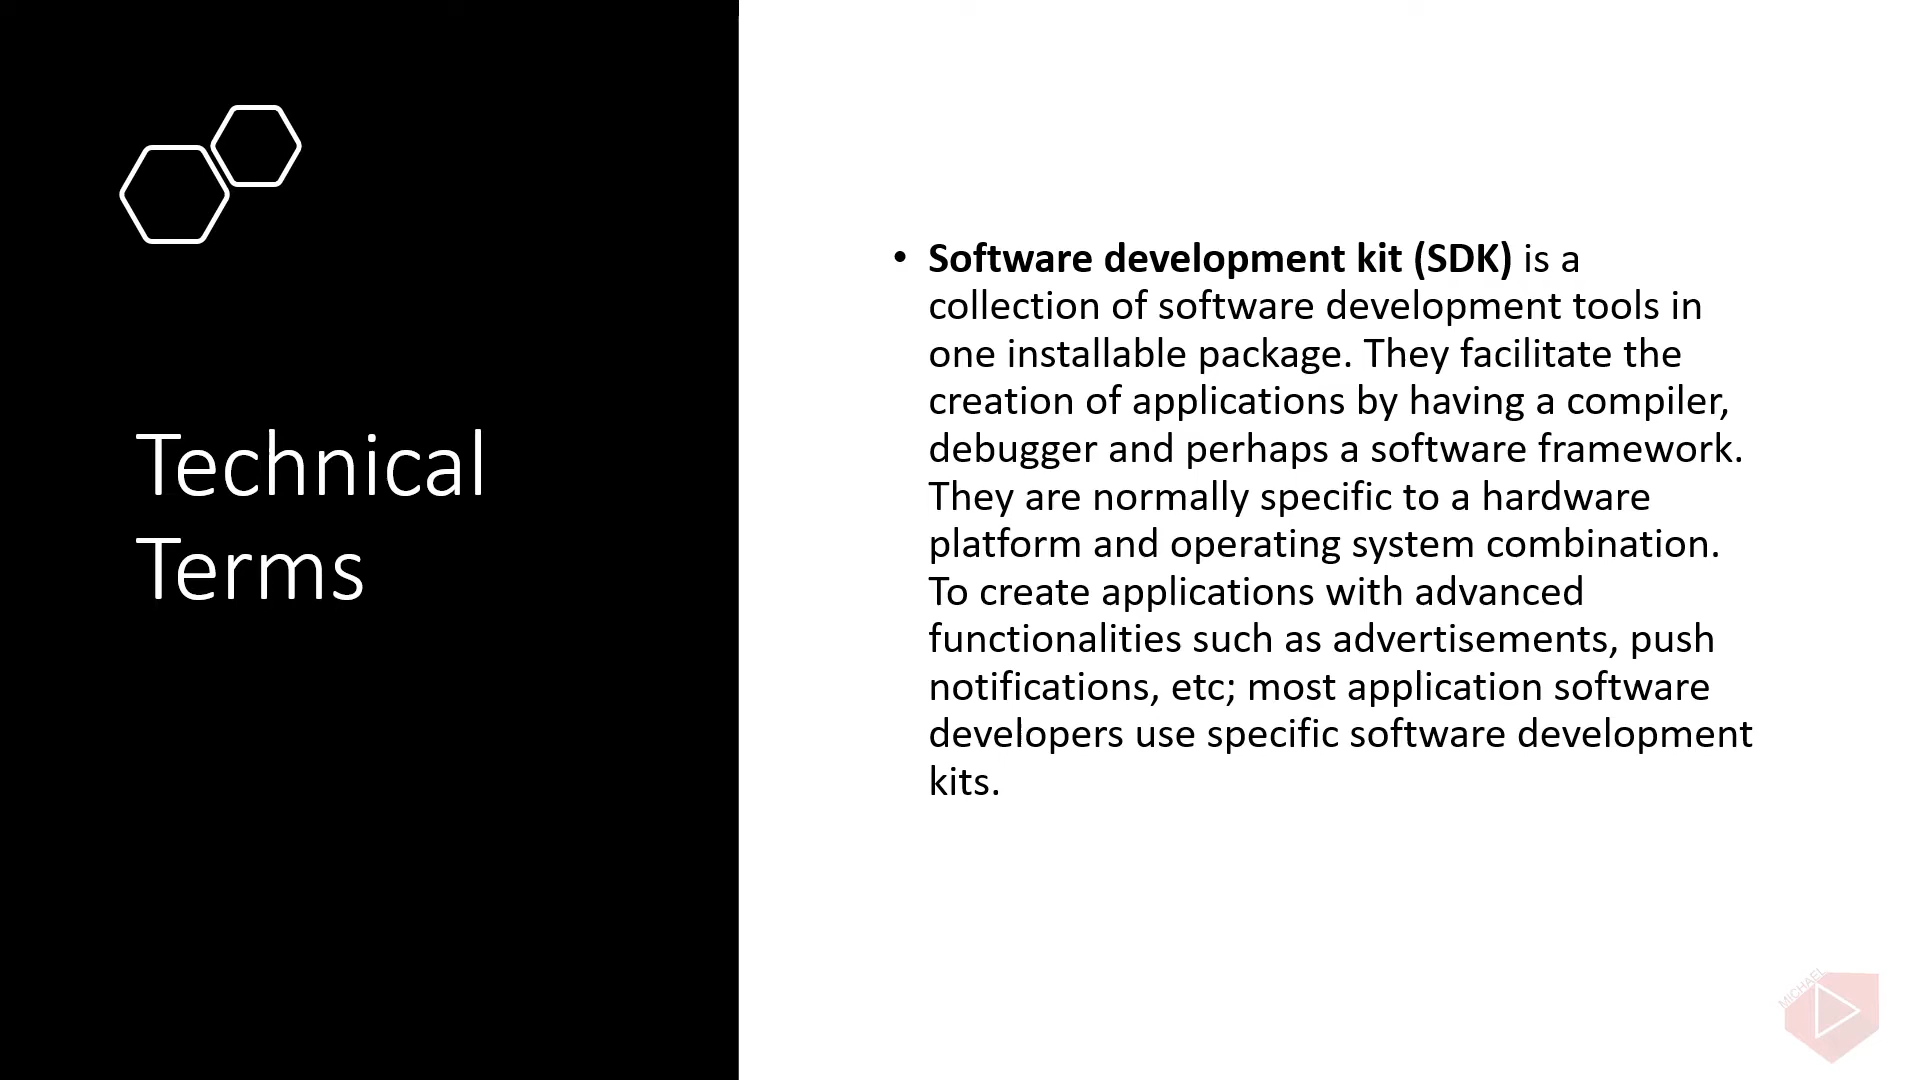 Technical
Terms
• Software development kit (SDK) is a
collection of software development tools in
one installable package. They facilitate the
creation of applications by having a compiler,
debugger and perhaps a software framework.
They are normally specific to a hardware
platform and operating system combination.
To create applications with advanced
functionalities such as advertisements, push
notifications, etc; most application software
developers use specific software development
kits.
MICHAEL